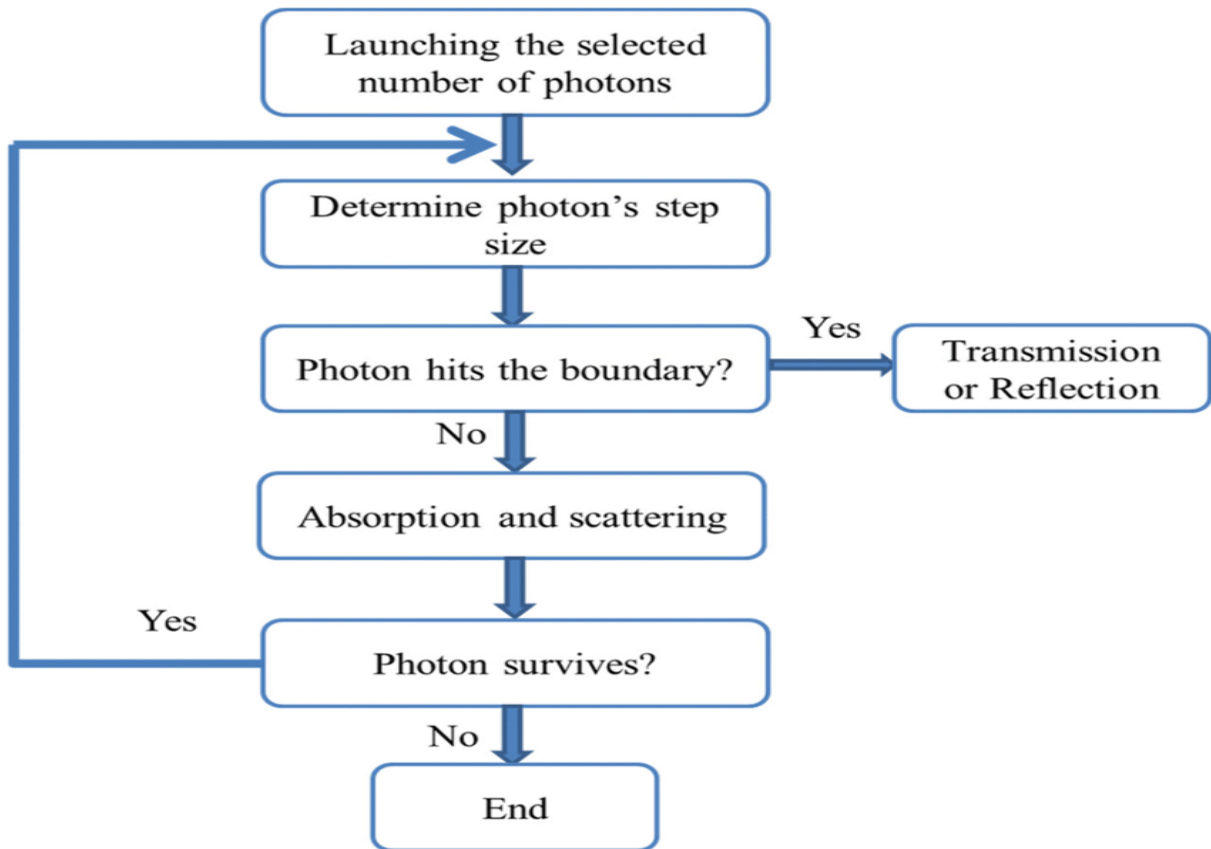 Launching the selected
number of photons
Determine photon's step
size
Photon hits the boundary?
Yes
Transmission
or Reflection
No
Absorption and scattering
Yes
Photon survives?
No
End